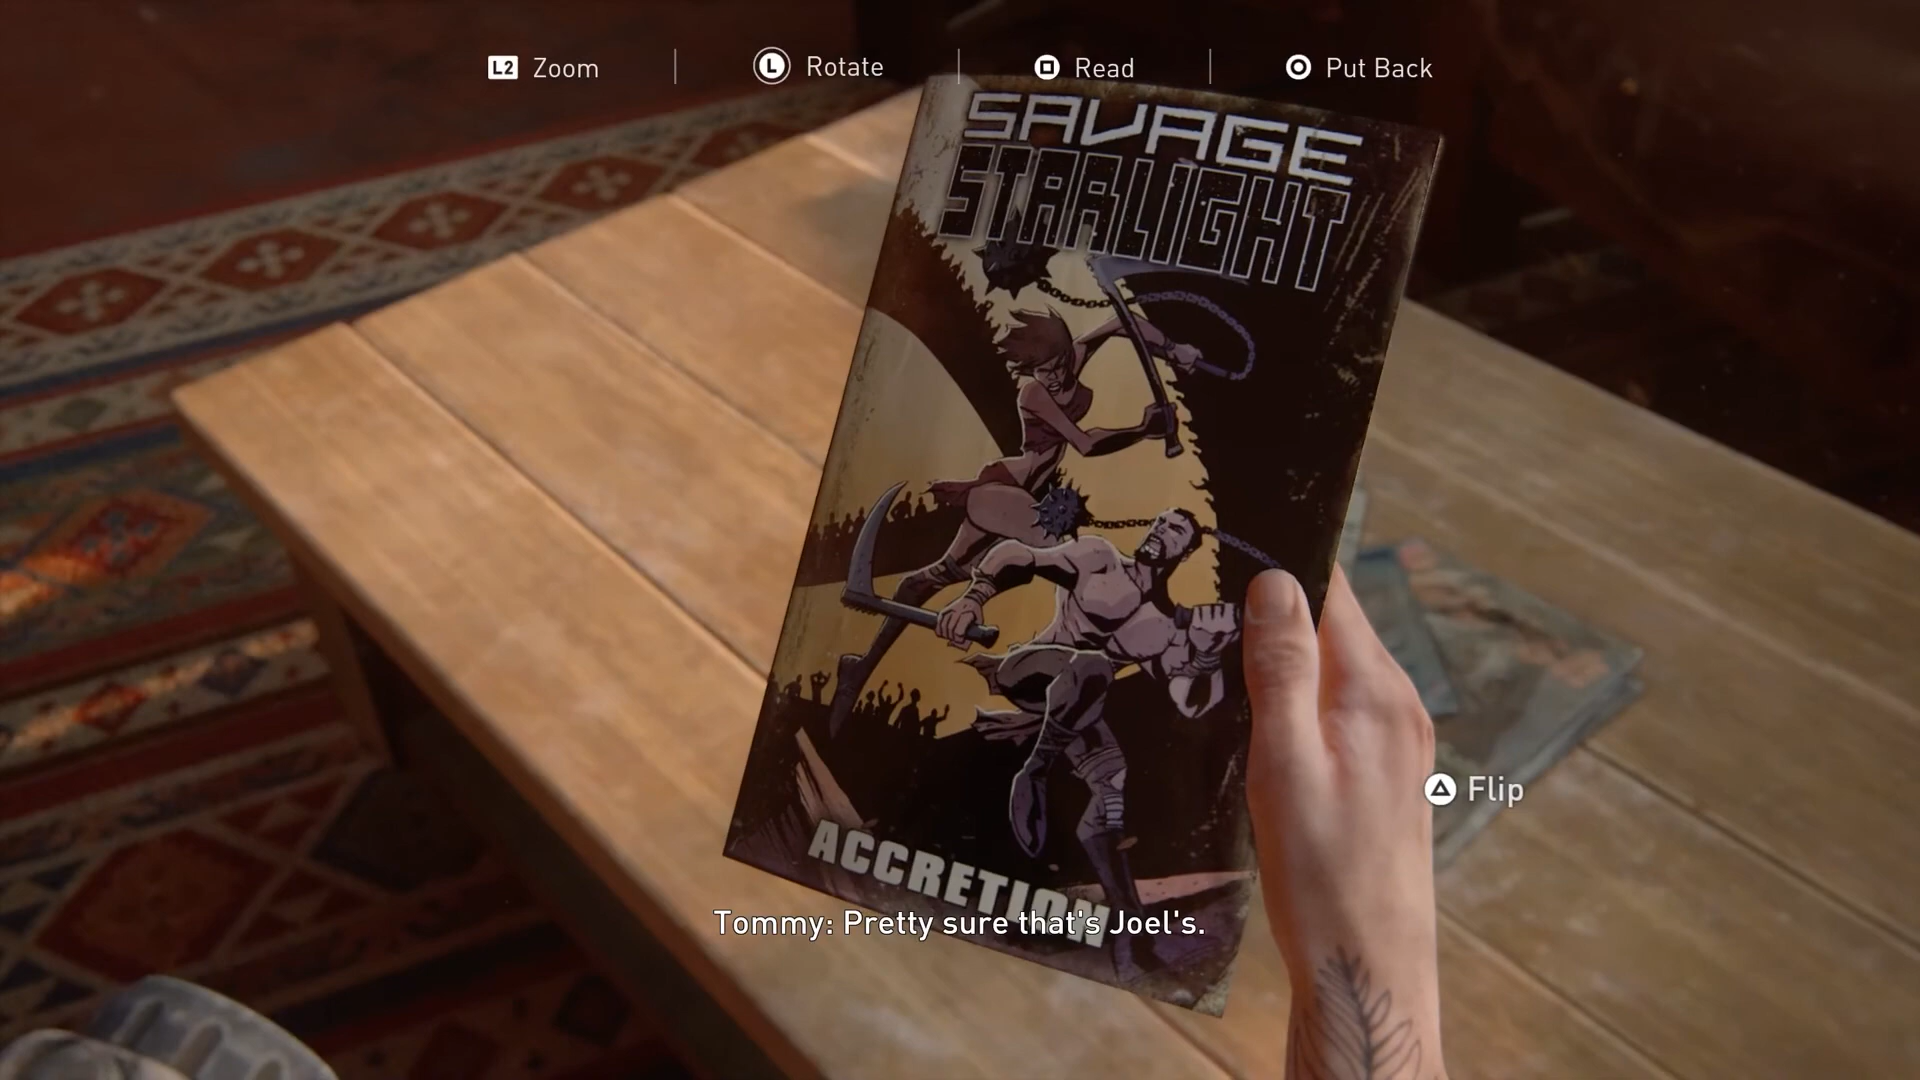 L2 Zoom
L Rotate
Read
Put Back
SAVAGE
STARLIGHT
Flip
ACCRETION
Tommy: Pretty sure that's Joel's.